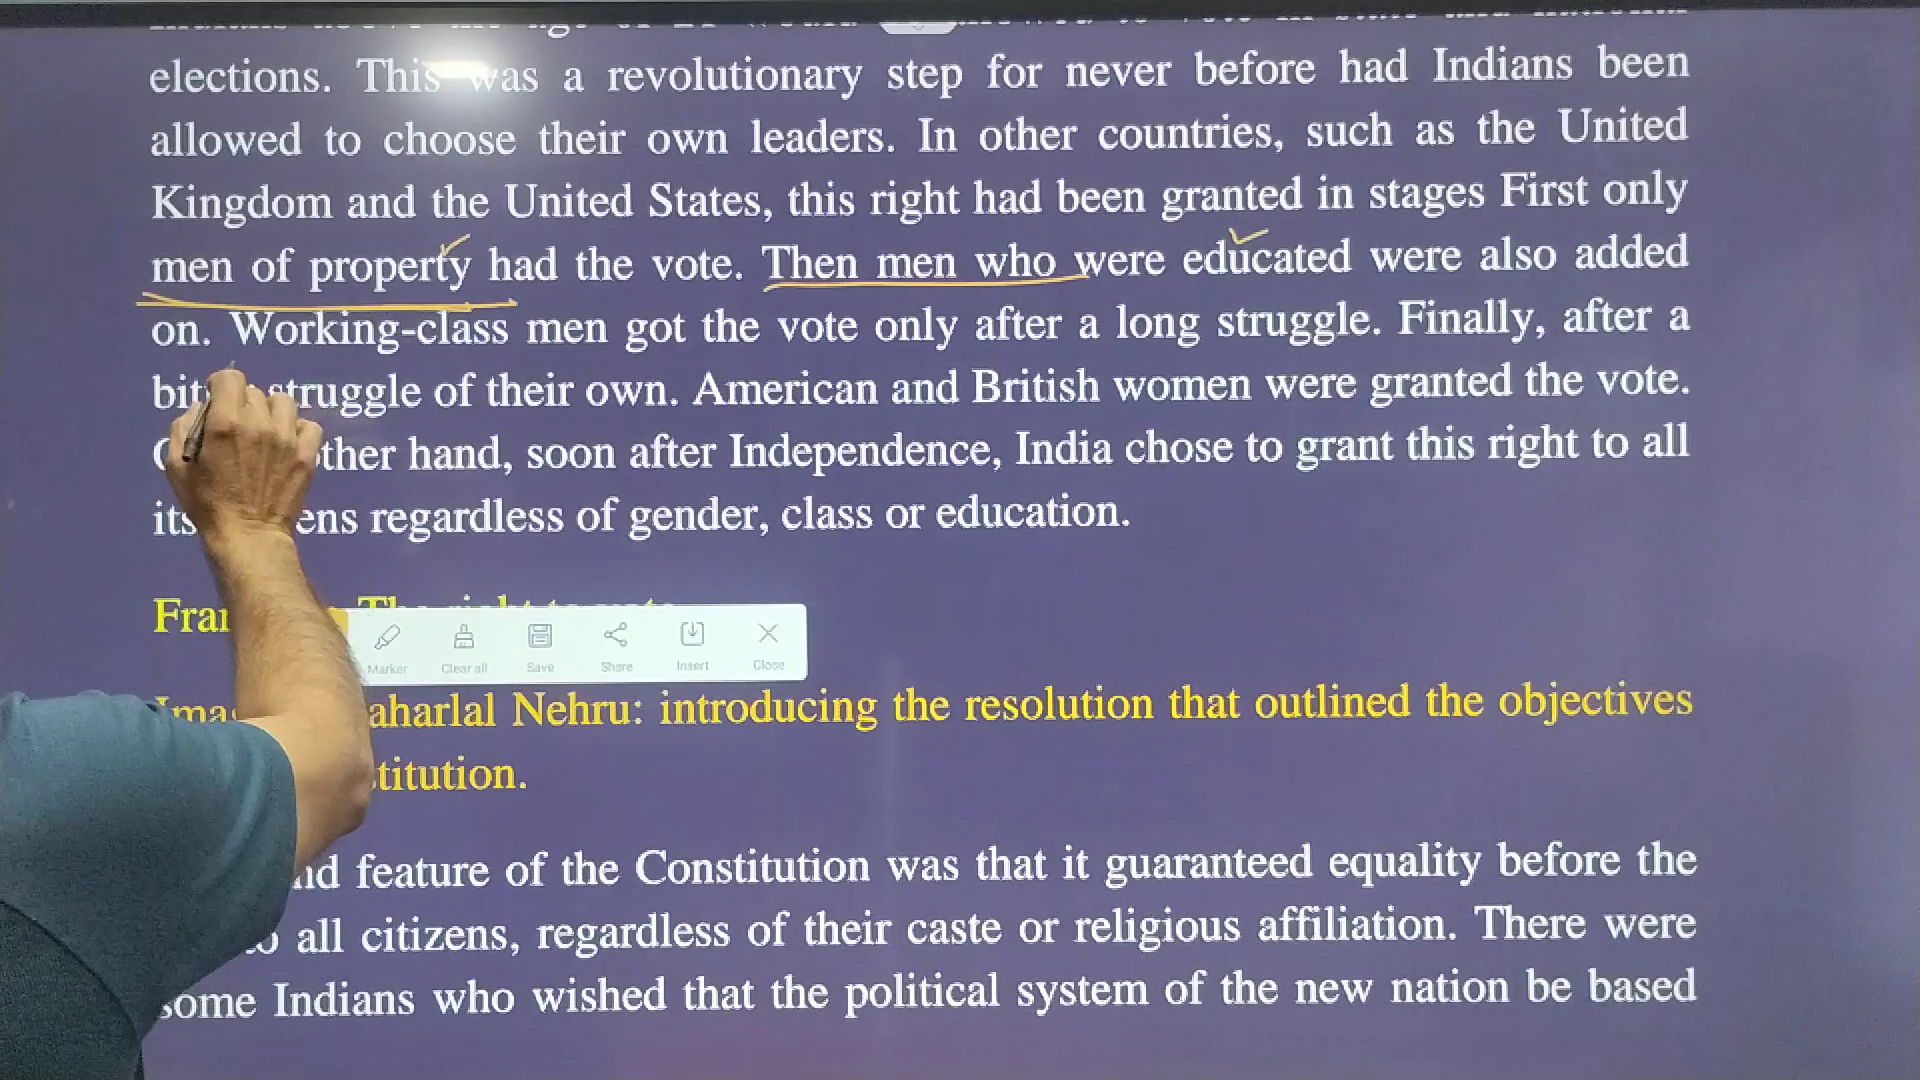 elections. This was a revolutionary step for never before had Indians been
allowed to choose their own leaders. In other countries, such as the United
Kingdom and the United States, this right had been granted in stages First only
men of property had the vote. Then men who were educated were also added
on. Working-class men got the vote only after a long struggle. Finally, after a
struggle of their own. American and British women were granted the vote.
other hand, soon after Independence, India chose to grant this right to all
its regardless of gender, class or education.
The right to vote
Marker Clear all Save Share Insert Close
Nehru: introducing the resolution that outlined the objectives
feature of the Constitution was that it guaranteed equality before the
all citizens, regardless of their caste or religious affiliation. There were
some Indians who wished that the political system of the new nation be based